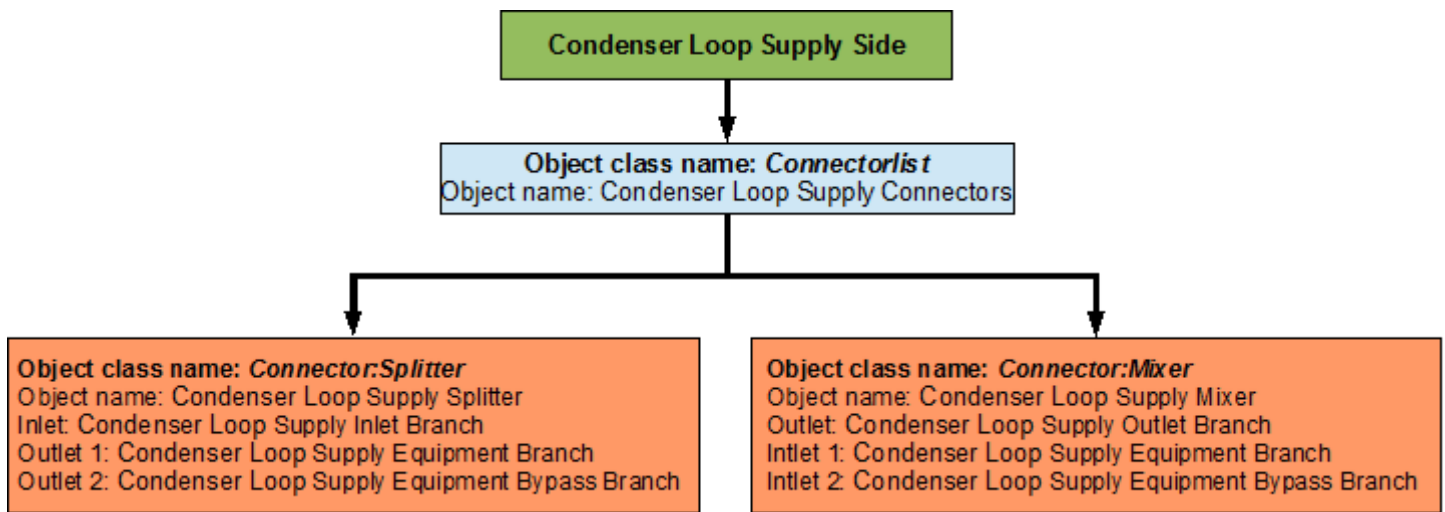 Condenser Loop Supply Side
Object class name: Connectorlist
Object name: Condenser Loop Supply Connectors
Object class name: Connector:Splitter
Object name: Condenser Loop Supply Splitter
Inlet: Condenser Loop Supply Inlet Branch
Outlet 1: Condenser Loop Supply Equipment Branch
Outlet 2: Condenser Loop Supply Equipment Bypass Branch
Object class name: Connector:Mixer
Object name: Condenser Loop Supply Mixer
Outlet: Condenser Loop Supply Outlet Branch
Intlet 1: Condenser Loop Supply Equipment Branch
Intlet 2: Condenser Loop Supply Equipment Bypass Branch